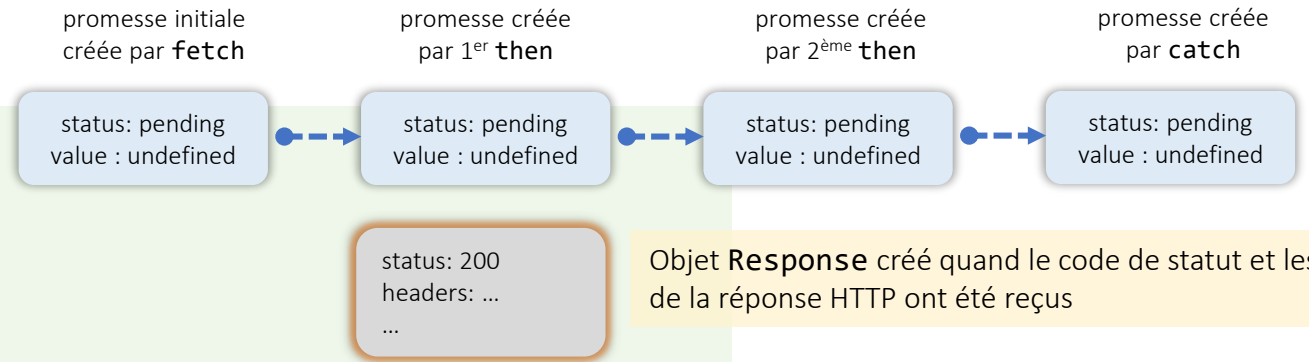 promesse initiale
créée par fetch
promesse créée
par 1er then
promesse créée
par 2ème then
promesse créée
par catch
status: pending
value : undefined
status: pending
value : undefined
status: pending
value : undefined
status: pending
value : undefined
status: 200
headers: ...
...
Objet Response créé quand le code de statut et les
de la réponse HTTP ont été reçus